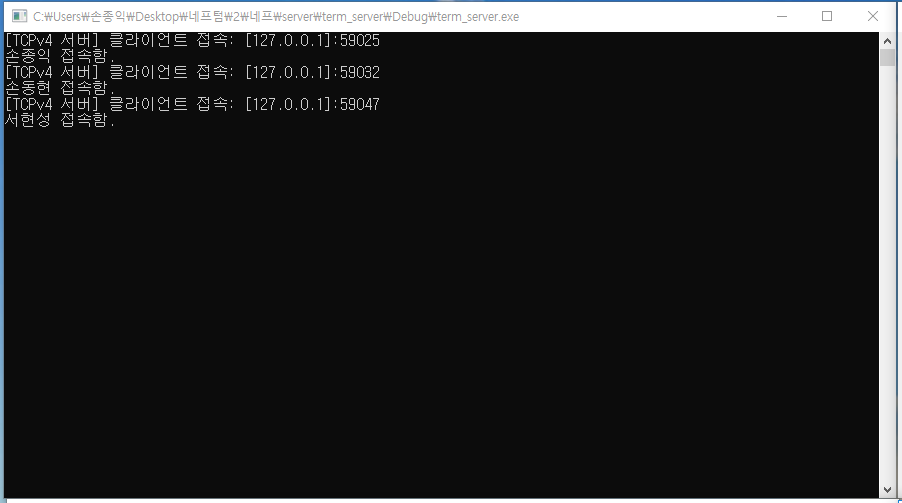 C:₩Users₩손종익₩Desktop₩네프텀₩2₩네프₩server₩term_server₩Debug₩term_server.exe
[TCPv4 서버] 클라이언트 접속: [127.0.0.1]:59025
손종익 접속함.
[TCPv4 서버] 클라이언트 접속: [127.0.0.1]:59032
손동현 접속함.
[TCPv4 서버] 클라이언트 접속: [127.0.0.1]:59047
서현성 접속함.